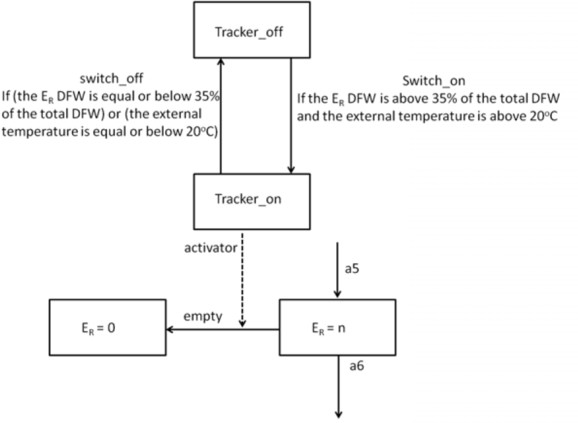 Tracker_off
switch_off
If (the ER DFW is equal or below 35%
of the total DFW) or (the external
temperature is equal or below 20°C)
Switch_on
If the ER DFW is above 35% of the total DFW
and the external temperature is above 20°C
Tracker_on
activator
a5
ER = 0
empty
ER = n
a6